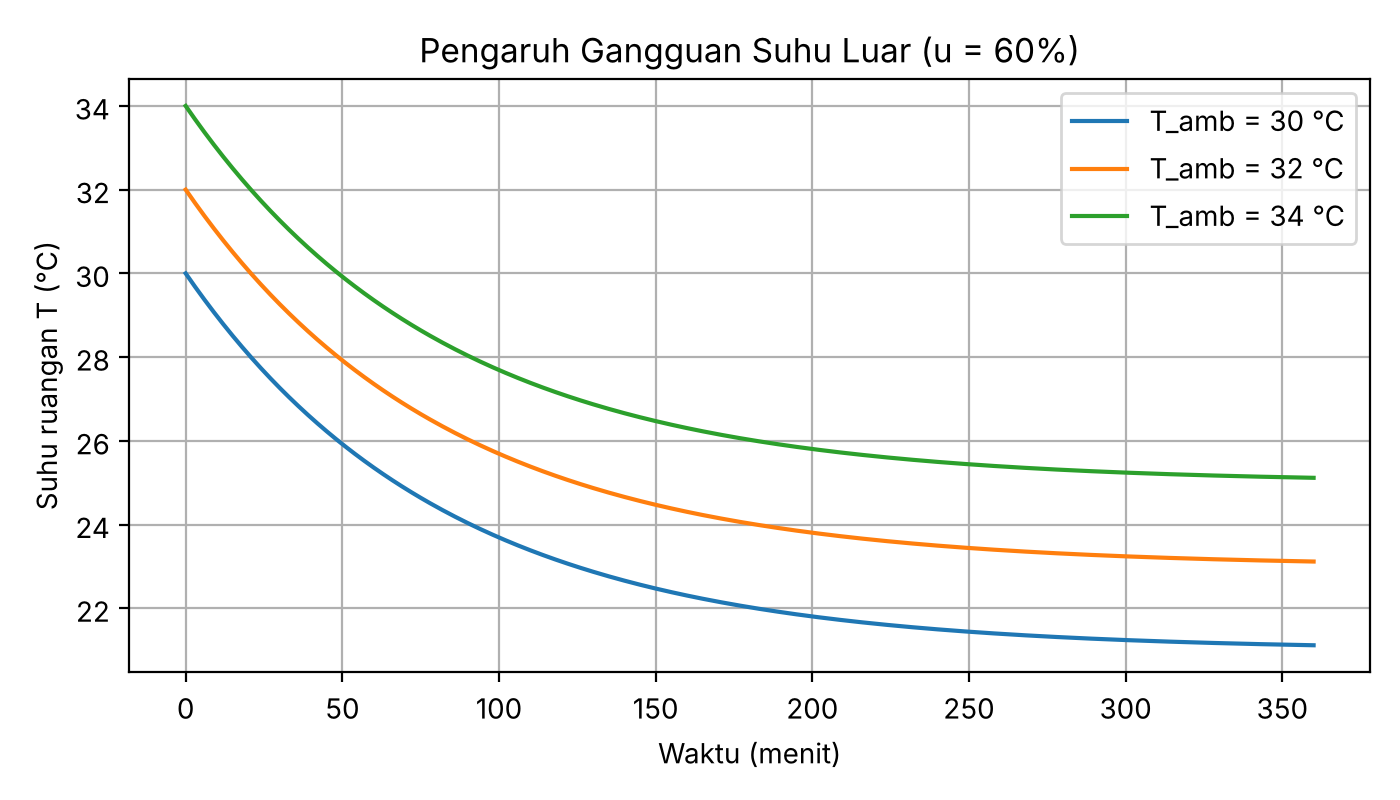 Pengaruh Gangguan Suhu Luar (u = 60%)
T_amb = 30 °C
T_amb = 32 °C
T_amb = 34 °C
Suhu ruangan T (°C)
34
32
30
28
26
24
22
0 50 100 150 200 250 300 350
Waktu (menit)